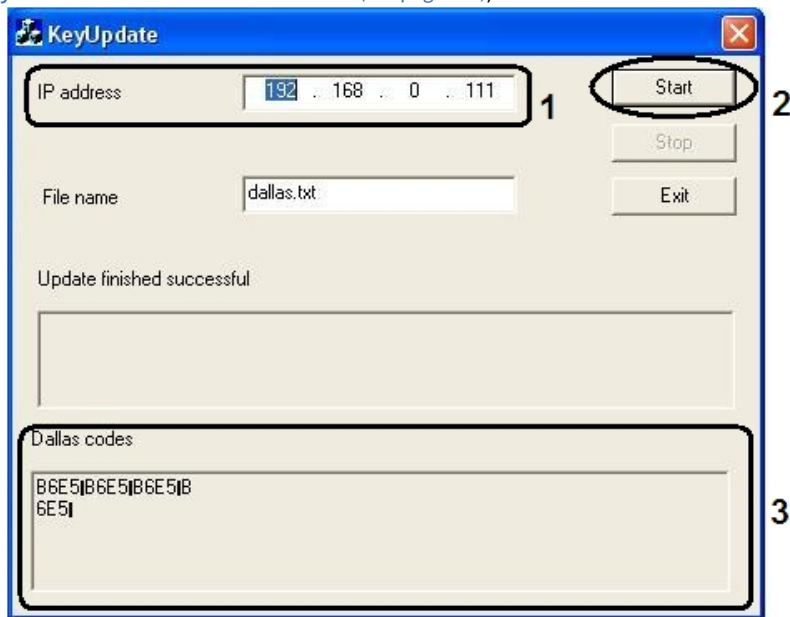 KeyUpdate
IP address 192 . 168 . 0 . 111
1
Start
2
Stop
File name dallas.txt
Exit
Update finished successful
Dallas codes
B6E5|B6E5|B6E5|B
6E5|
3